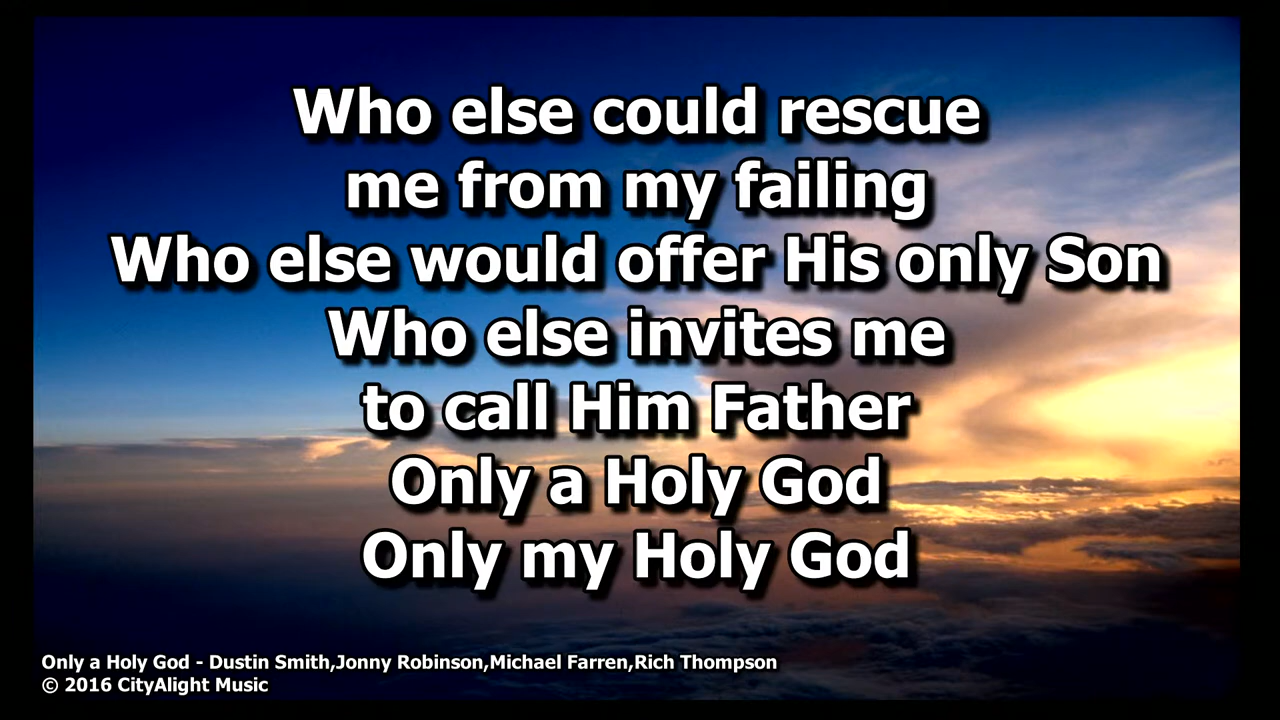 Who else could rescue
me from my failing
Who else would offer His only Son
Who else invites me
to call Him Father
Only a Holy God
Only my Holy God
Only a Holy God - Dustin Smith,Jonny Robinson,Michael Farren,Rich Thompson
© 2016 CityAlight Music